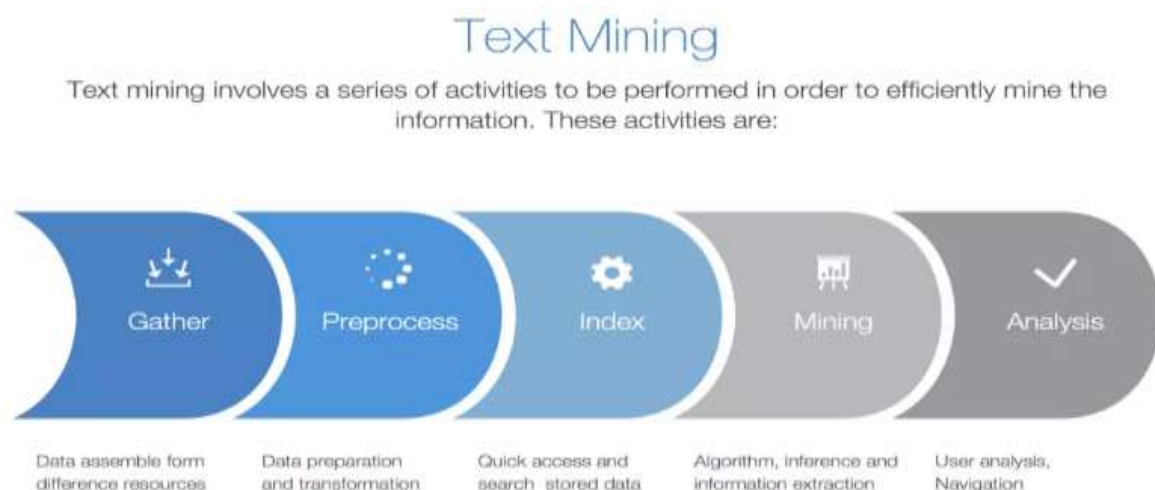 Text Mining
Text mining involves a series of activities to be performed in order to efficiently mine the
information. These activities are:
Gather
Preprocess
Index
Mining
Analysis
Data assemble form
difference resources
Data preparation
and transformation
Quick access and
search stored data
Algorithm, inference and
information extraction
User analysis,
Navigation